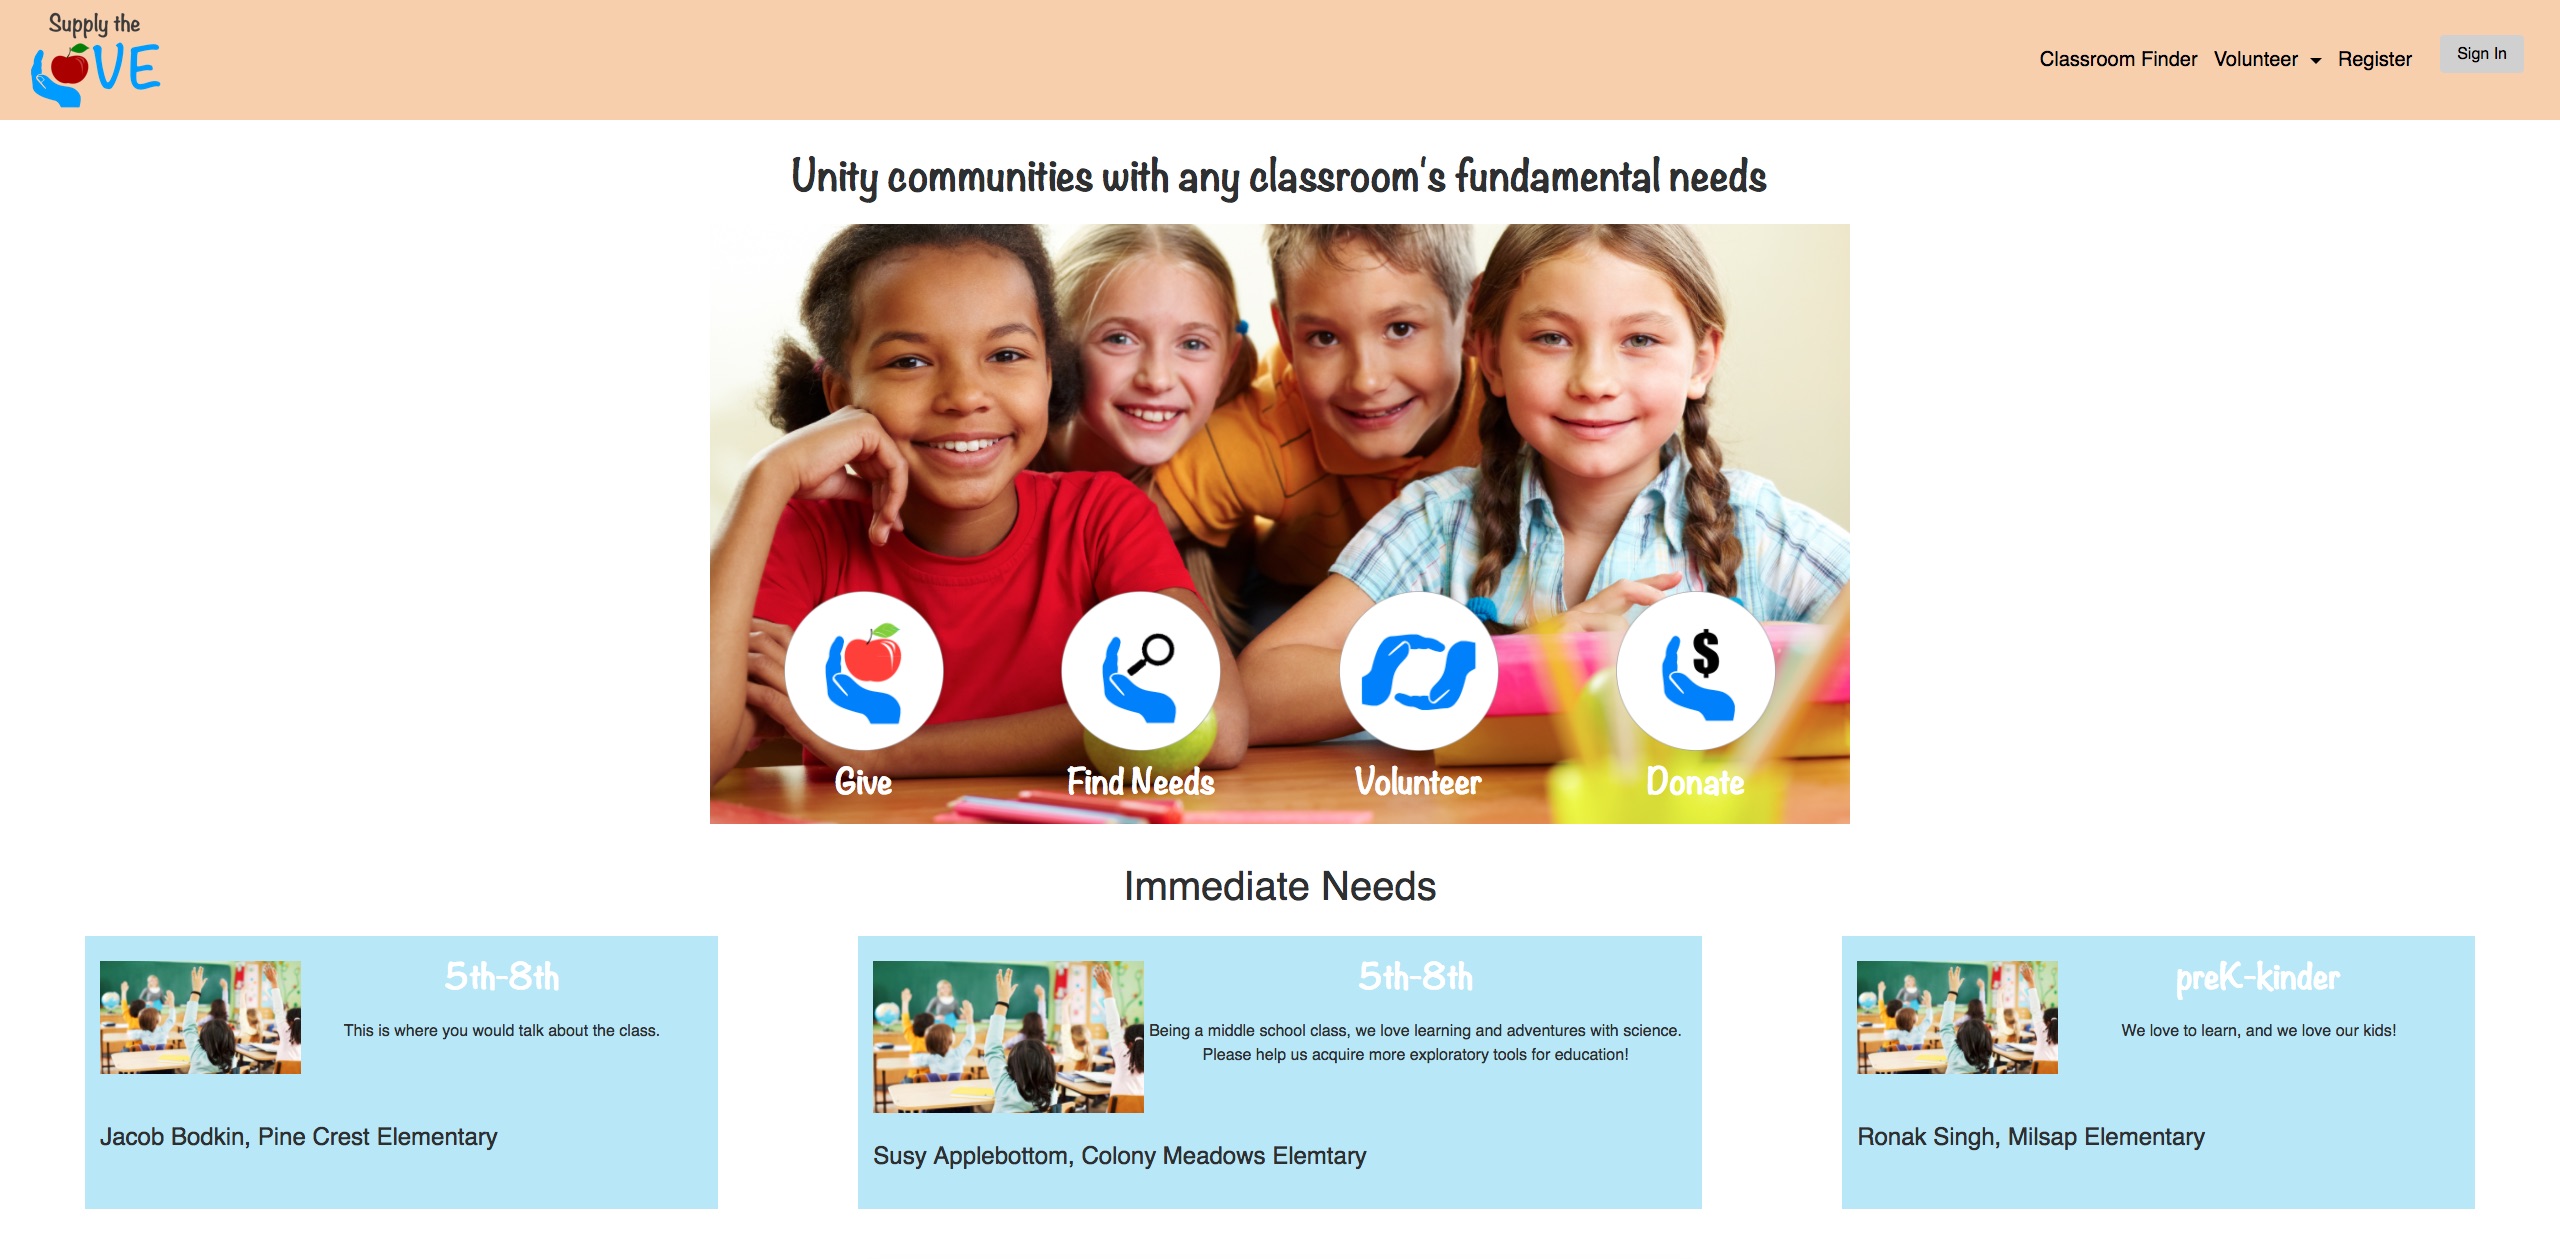 Supply the
LOVE
Classroom Finder Volunteer Register Sign In
Unity communities with any classroom's fundamental needs
$
Give Find Needs Volunteer Donate
Immediate Needs
5th-8th
This is where you would talk about the class.
Jacob Bodkin, Pine Crest Elementary
5th-8th
Being a middle school class, we love learning and adventures with science.
Please help us acquire more exploratory tools for education!
Susy Applebottom, Colony Meadows Elemtary
preK-kinder
We love to learn, and we love our kids!
Ronak Singh, Milsap Elementary